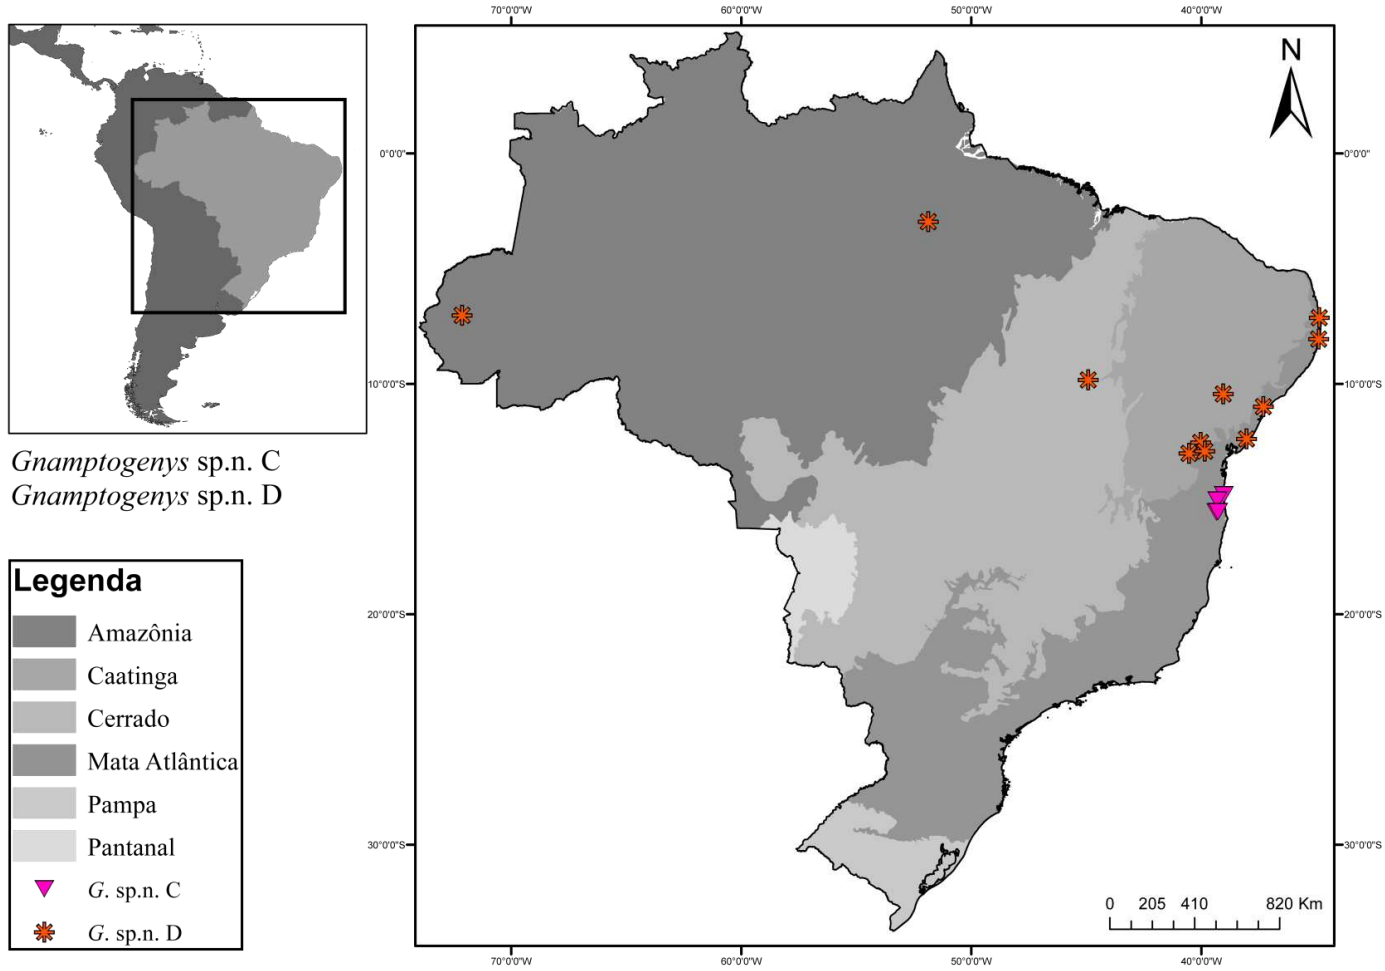 70°0'0"W 60°0'0"W 50°0'0"W 40°0'0"W
N
0°0'0" 0°0'0"
10°0'0"S 10°0'0"S
Gnamptogenys sp.n. C
Gnamptogenys sp.n. D
Legenda
Amazônia
Caatinga
Cerrado
Mata Atlântica
Pampa
Pantanal
G. sp.n. C
G. sp.n. D
20°0'0"S 20°0'0"S
30°0'0"S 30°0'0"S
0 205 410 820 Km
70°0'0"W 60°0'0"W 50°0'0"W 40°0'0"W